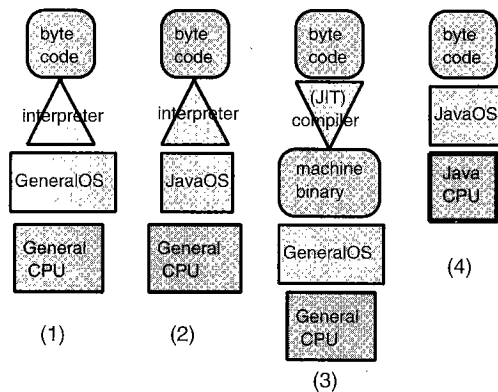 byte
code
interpreter
GeneralOS
General
CPU
(1)
byte
code
interpreter
JavaOS
General
CPU
(2)
byte
code
(JIT)
compiler
machine
binary
GeneralOS
General
CPU
(3)
byte
code
JavaOS
Java
CPU
(4)